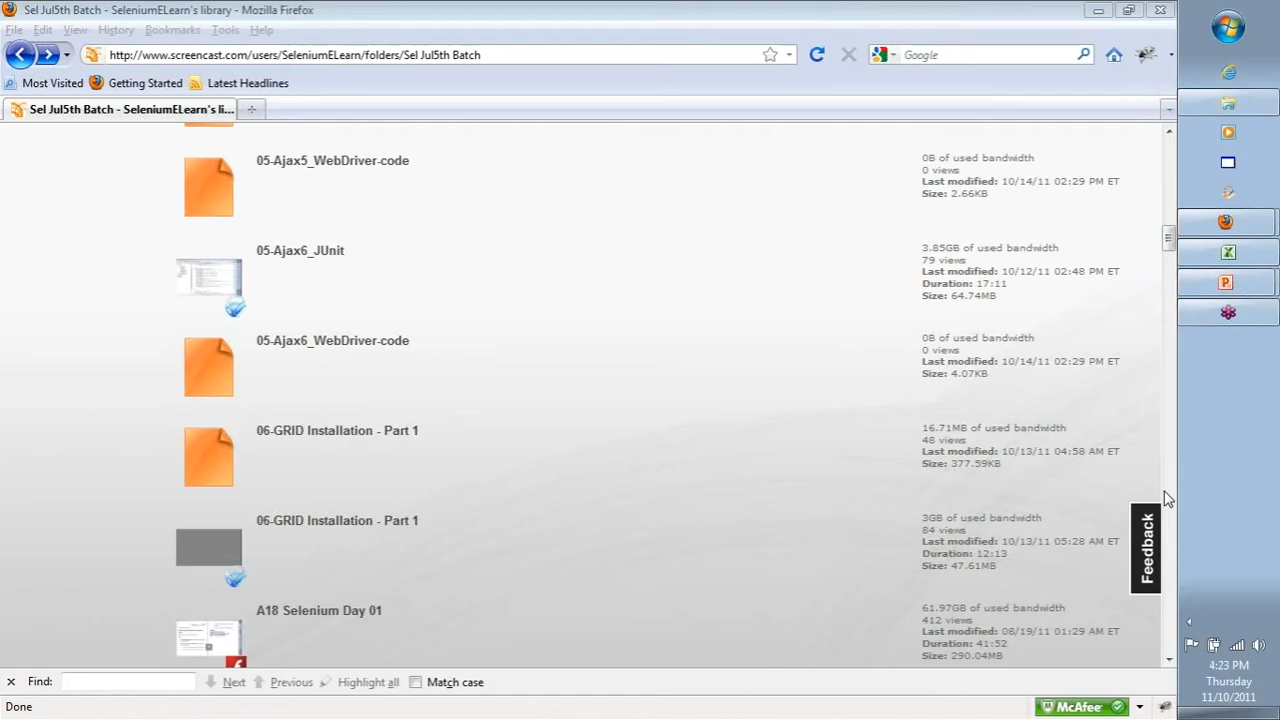 Sel Jul5th Batch - SeleniumELearn's library - Mozilla Firefox
File Edit View History Bookmarks Tools Help
http://www.screencast.com/users/SeleniumELearn/folders/Sel Jul5th Batch
Google
Most Visited Getting Started Latest Headlines
Sel Jul5th Batch - SeleniumELearn's li...
05-Ajax5_WebDriver-code
0B of used bandwidth
0 views
Last modified: 10/14/11 02:29 PM ET
Size: 2.66KB
05-Ajax6_JUnit
3.85GB of used bandwidth
79 views
Last modified: 10/12/11 02:48 PM ET
Duration: 17:11
Size: 64.74MB
05-Ajax6_WebDriver-code
0B of used bandwidth
0 views
Last modified: 10/14/11 02:29 PM ET
Size: 4.07KB
06-GRID Installation - Part 1
16.71MB of used bandwidth
48 views
Last modified: 10/13/11 04:58 AM ET
Size: 377.59KB
06-GRID Installation - Part 1
3GB of used bandwidth
84 views
Last modified: 10/13/11 05:28 AM ET
Duration: 12:13
Size: 47.61MB
A18 Selenium Day 01
61.97GB of used bandwidth
412 views
Last modified: 08/19/11 01:29 AM ET
Duration: 41:52
Size: 290.04MB
Feedback
Find: Next Previous Highlight all Match case
Done
McAfee
4:23 PM
Thursday
11/10/2011